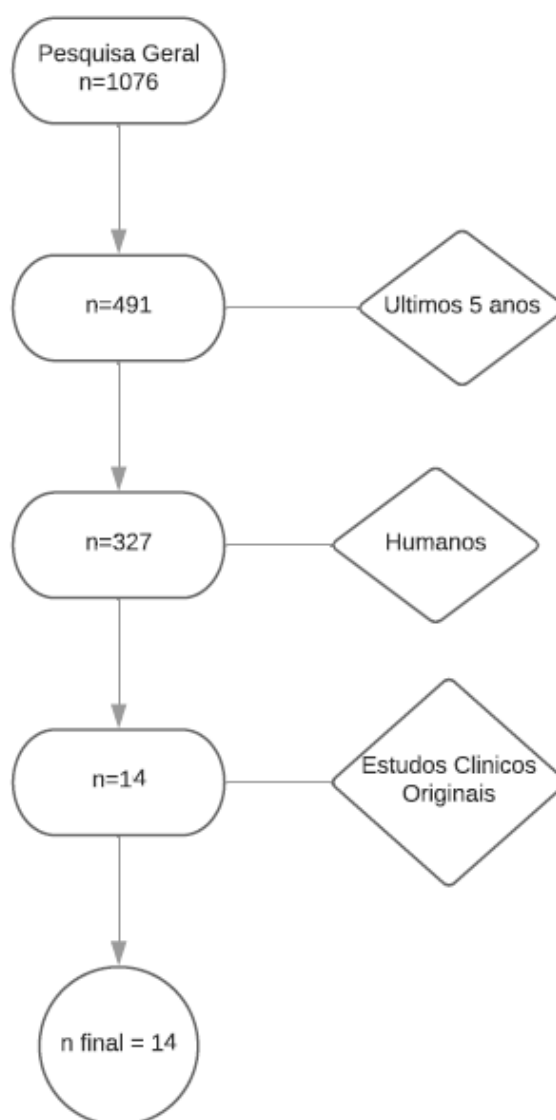 Pesquisa Geral
n=1076
n=491
Ultimos 5 anos
n=327
Humanos
n=14
Estudos Clinicos
Originais
n final = 14